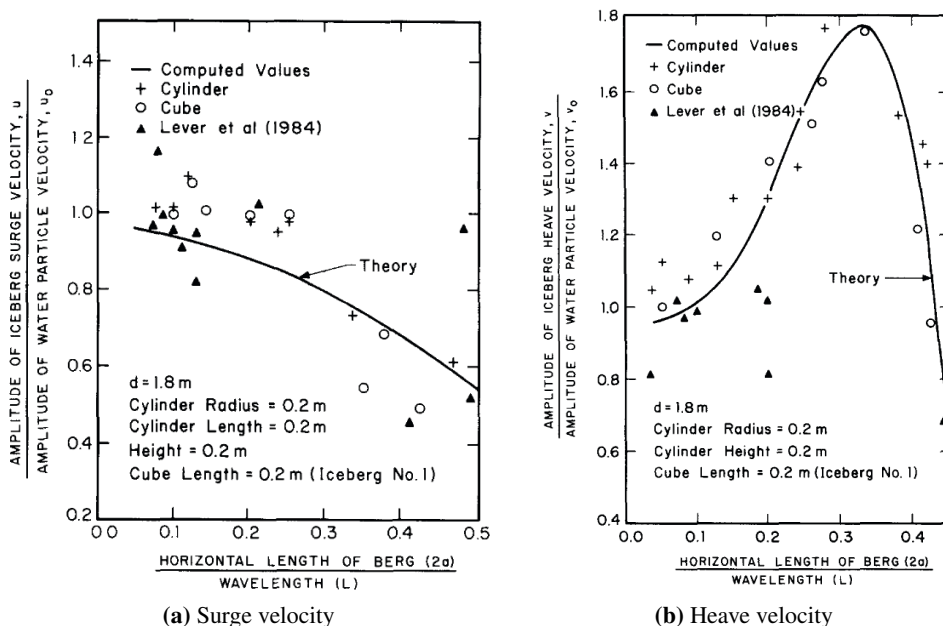 AMPLITUDE OF ICEBERG SURGE VELOCITY, u
AMPLITUDE OF WATER PARTICLE VELOCITY, u₀
1.4
1.2
1.0
0.8
0.6
0.4
0.2
Computed Values
+ Cylinder
○ Cube
▲ Lever et al (1984)
Theory
d = 1.8 m
Cylinder Radius = 0.2 m
Cylinder Length = 0.2 m
Height = 0.2 m
Cube Length = 0.2 m (Iceberg No. 1)
0.0 0.1 0.2 0.3 0.4 0.5
HORIZONTAL LENGTH OF BERG (2a)
WAVELENGTH (L)
(a) Surge velocity
AMPLITUDE OF ICEBERG HEAVE VELOCITY, v
AMPLITUDE OF WATER PARTICLE VELOCITY, v₀
1.8
1.6
1.4
1.2
1.0
0.8
0.6
0.4
Computed Values
+ Cylinder
○ Cube
▲ Lever et al (1984)
Theory
d = 1.8 m
Cylinder Radius = 0.2 m
Cylinder Height = 0.2 m
Cube Length = 0.2 m (Iceberg No. 1)
0.0 0.1 0.2 0.3 0.4
HORIZONTAL LENGTH OF BERG (2a)
WAVELENGTH (L)
(b) Heave velocity